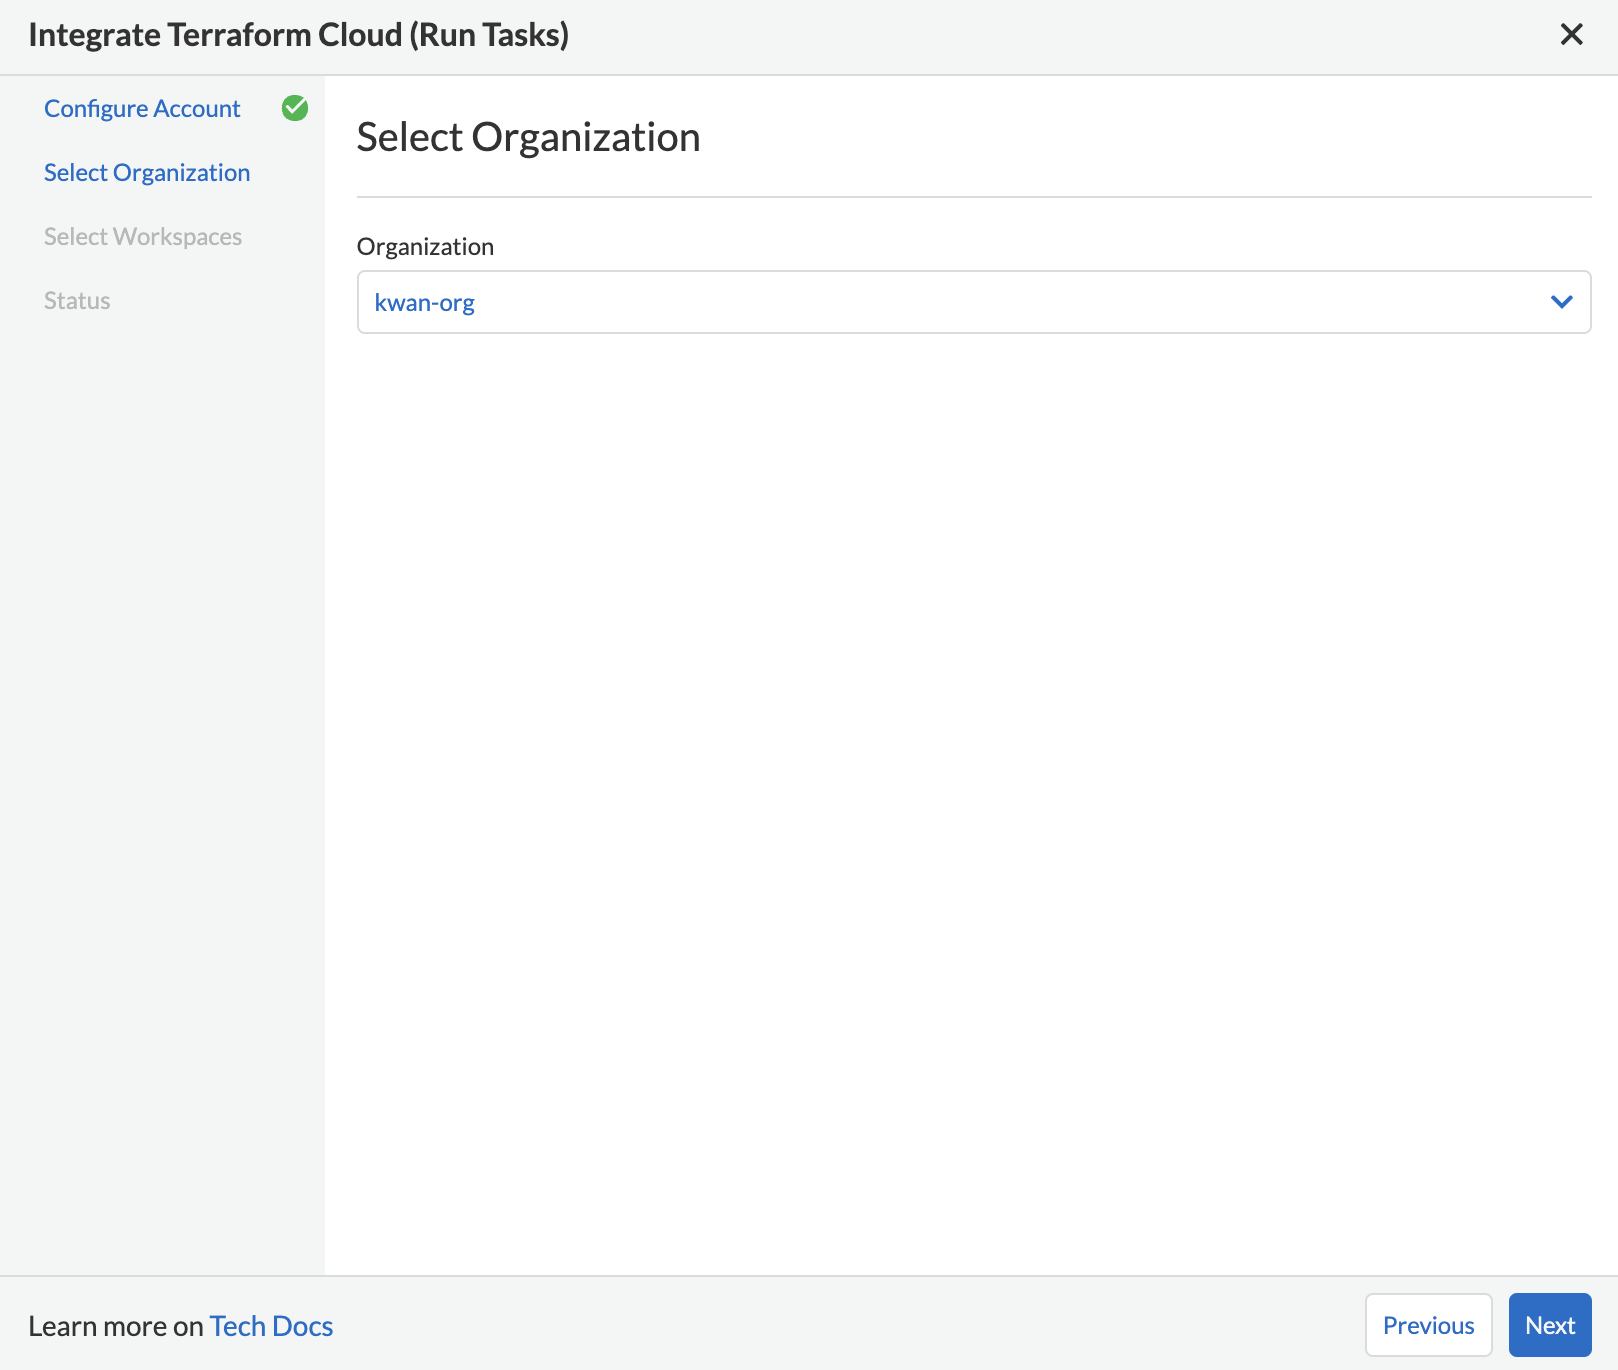 Integrate Terraform Cloud (Run Tasks)
Configure Account
Select Organization
Select Workspaces
Status
Select Organization
Organization
kwan-org
Learn more on Tech Docs
Previous
Next